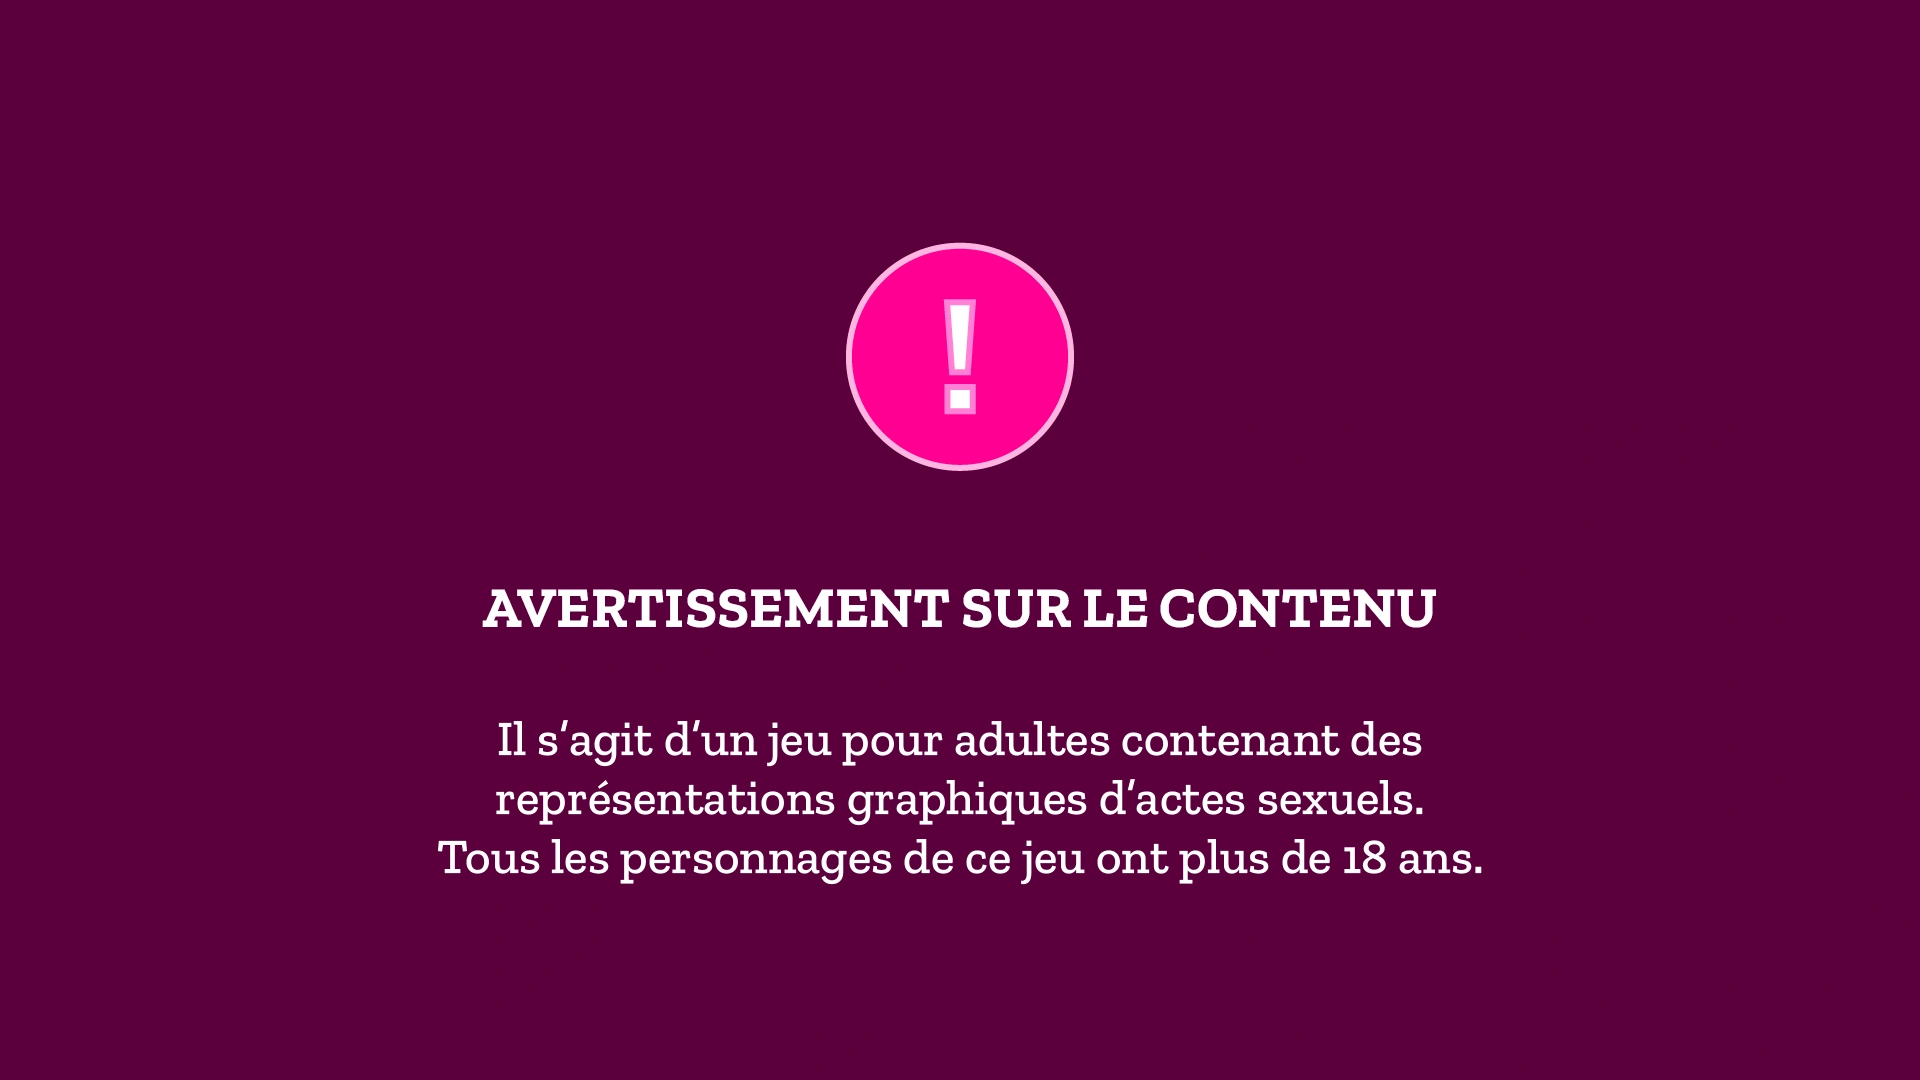 !
AVERTISSEMENT SUR LE CONTENU
Il s’agit d’un jeu pour adultes contenant des
représentations graphiques d’actes sexuels.
Tous les personnages de ce jeu ont plus de 18 ans.